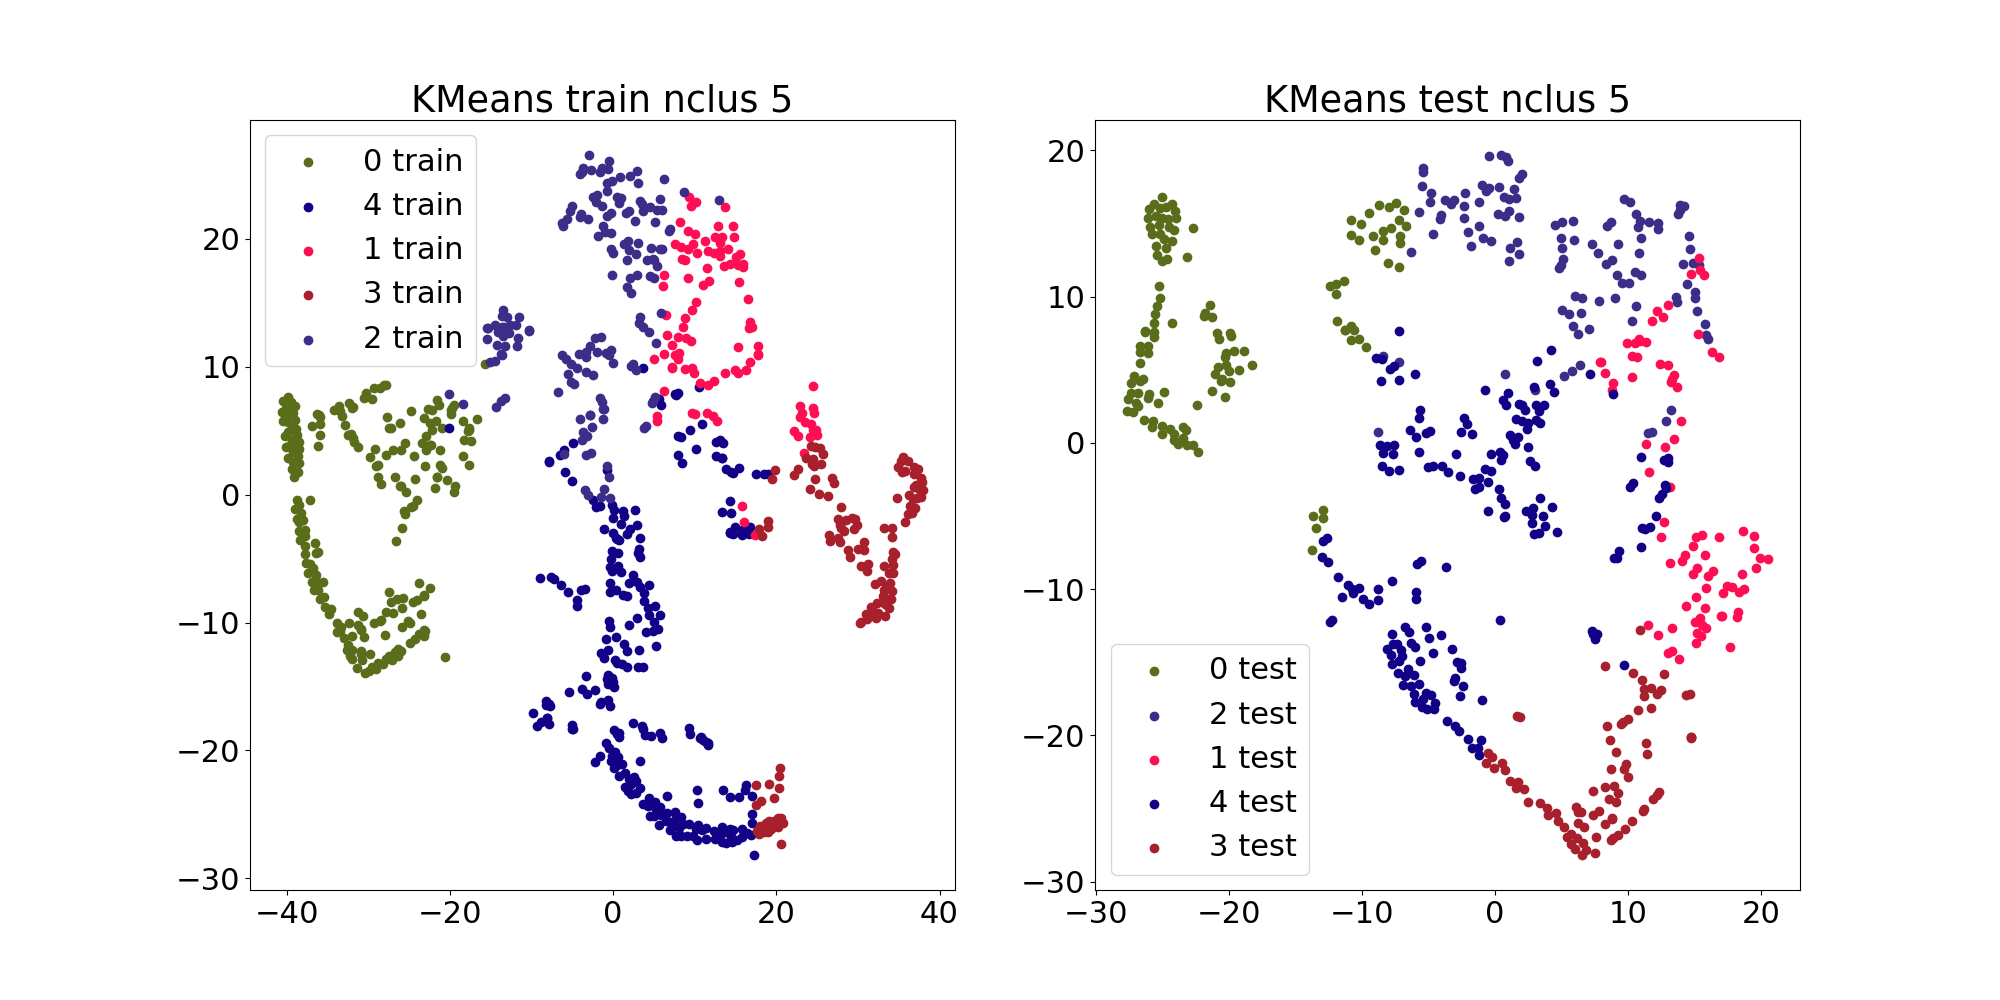 KMeans train nclus 5
0 train
4 train
1 train
3 train
2 train
20
10
0
−10
−20
−30
−40 −20 0 20 40
KMeans test nclus 5
20
10
0
−10
−20
−30
0 test
2 test
1 test
4 test
3 test
−30 −20 −10 0 10 20